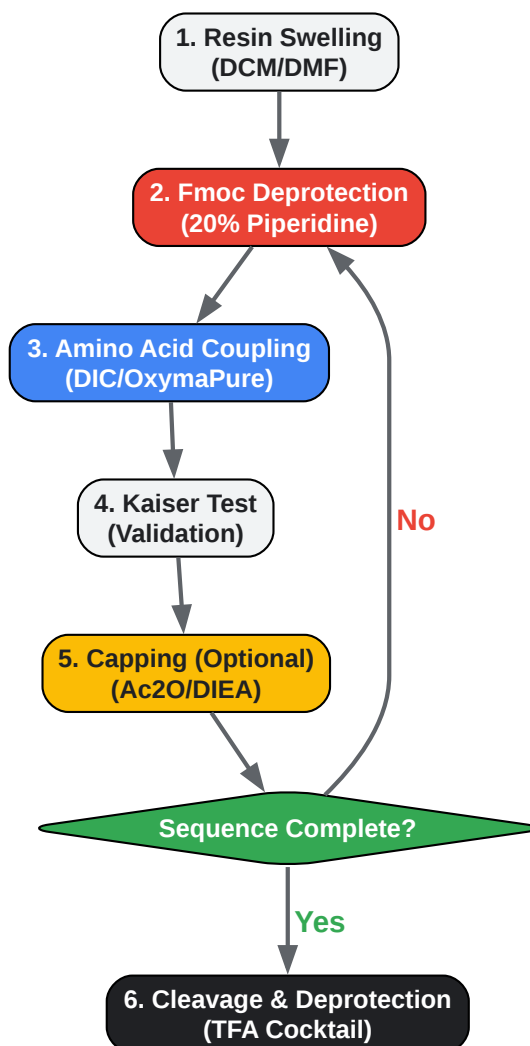 1. Resin Swelling
(DCM/DMF)
2. Fmoc Deprotection
(20% Piperidine)
3. Amino Acid Coupling
(DIC/OxymaPure)
4. Kaiser Test
(Validation)
No
5. Capping (Optional)
(Ac2O/DIEA)
Sequence Complete?
Yes
6. Cleavage & Deprotection
(TFA Cocktail)